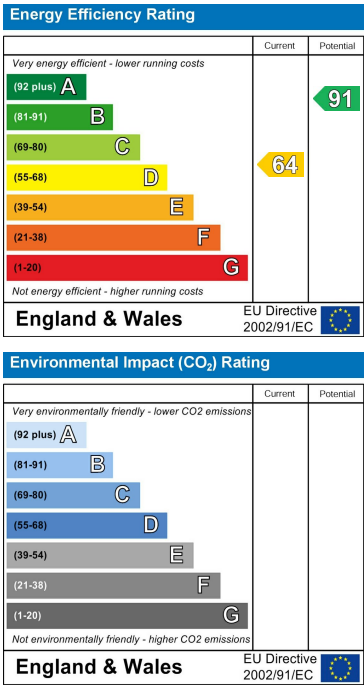 Energy Efficiency Rating
Current Potential
Very energy efficient - lower running costs
(92 plus) A
91
(81-91) B
(69-80) C
64
(55-68) D
(39-54) E
(21-38) F
(1-20) G
Not energy efficient - higher running costs
England & Wales
EU Directive
2002/91/EC
Environmental Impact (CO₂) Rating
Current Potential
Very environmentally friendly - lower CO2 emissions
(92 plus) A
(81-91) B
(69-80) C
(55-68) D
(39-54) E
(21-38) F
(1-20) G
Not environmentally friendly - higher CO2 emissions
England & Wales
EU Directive
2002/91/EC